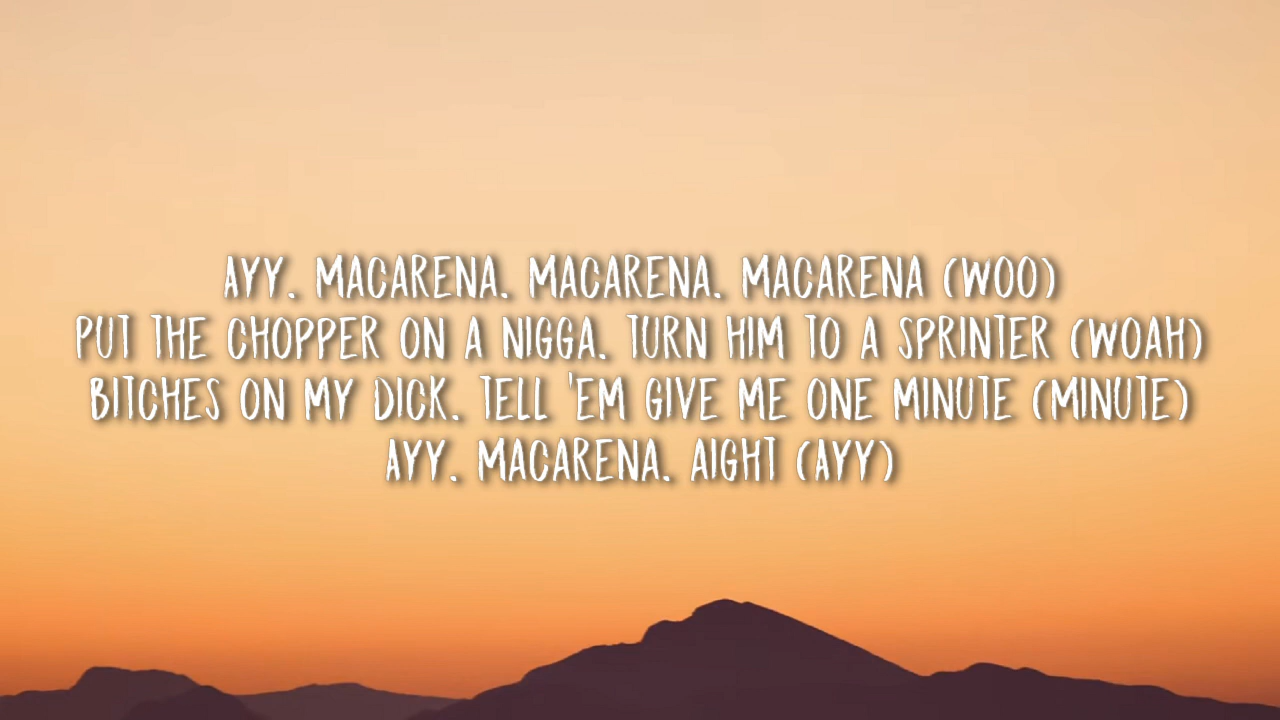 AYY. MACARENA. MACARENA. MACARENA (WOO)
PUT THE CHOPPER ON A NIGGA. TURN HIM TO A SPRINTER (WOAH)
BITCHES ON MY DICK. TELL 'EM GIVE ME ONE MINUTE (MINUTE)
AYY. MACARENA. AIGHT (AYY)